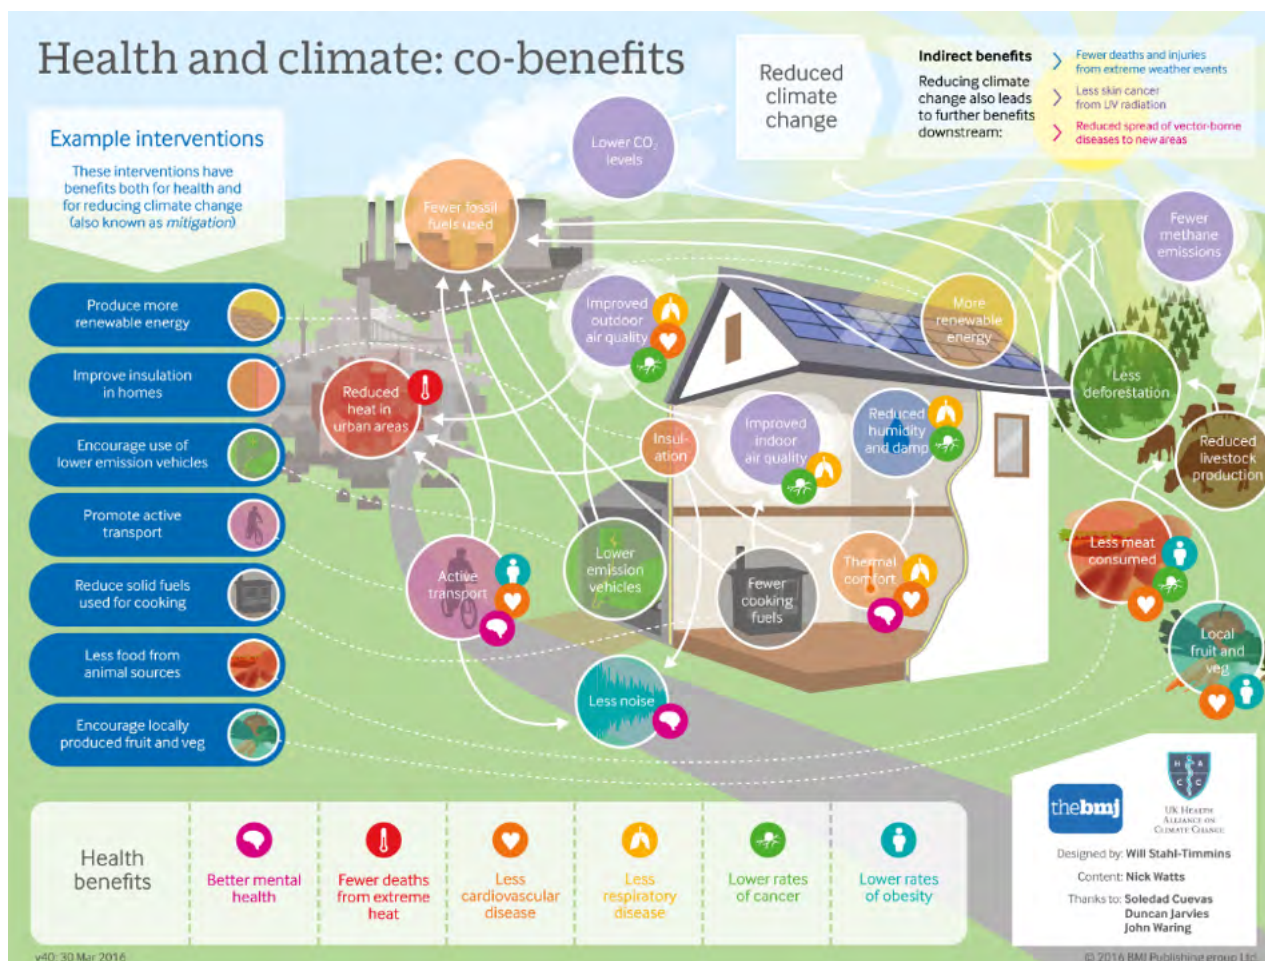 Health and climate: co-benefits
Example interventions
These interventions have
benefits both for health and
for reducing climate change
(also known as mitigation)
Produce more
renewable energy
Improve insulation
in homes
Encourage use of
lower emission vehicles
Promote active
transport
Reduce solid fuels
used for cooking
Less food from
animal sources
Encourage locally
produced fruit and veg
Reduced
climate
change
Indirect benefits
Reducing climate
change also leads
to further benefits
downstream:
Fewer deaths and injuries
from extreme weather events
Less skin cancer
from UV radiation
Reduced spread of vector-borne
diseases to new areas
Lower CO₂
levels
Fewer fossil
fuels used
Fewer
methane
emissions
Improved
outdoor
air quality
More
renewable
energy
Reduced
heat in
urban areas
Less
deforestation
Insul-
ation
Improved
indoor
air quality
Reduced
humidity
and damp
Reduced
livestock
production
Active
transport
Lower
emission
vehicles
Fewer
cooking
fuels
Thermal
comfort
Less meat
consumed
Local
fruit and
veg
Less noise
Health
benefits
Better mental
health
Fewer deaths
from extreme
heat
Less
cardiovascular
disease
Less
respiratory
disease
Lower rates
of cancer
Lower rates
of obesity
thebmj
H A
C C
UK HEALTH
ALLIANCE ON
CLIMATE CHANGE
Designed by: Will Stahl-Timmins
Content: Nick Watts
Thanks to: Soledad Cuevas
Duncan Jarvies
John Waring
v40: 30 Mar 2016
© 2016 BMJ Publishing group Ltd.